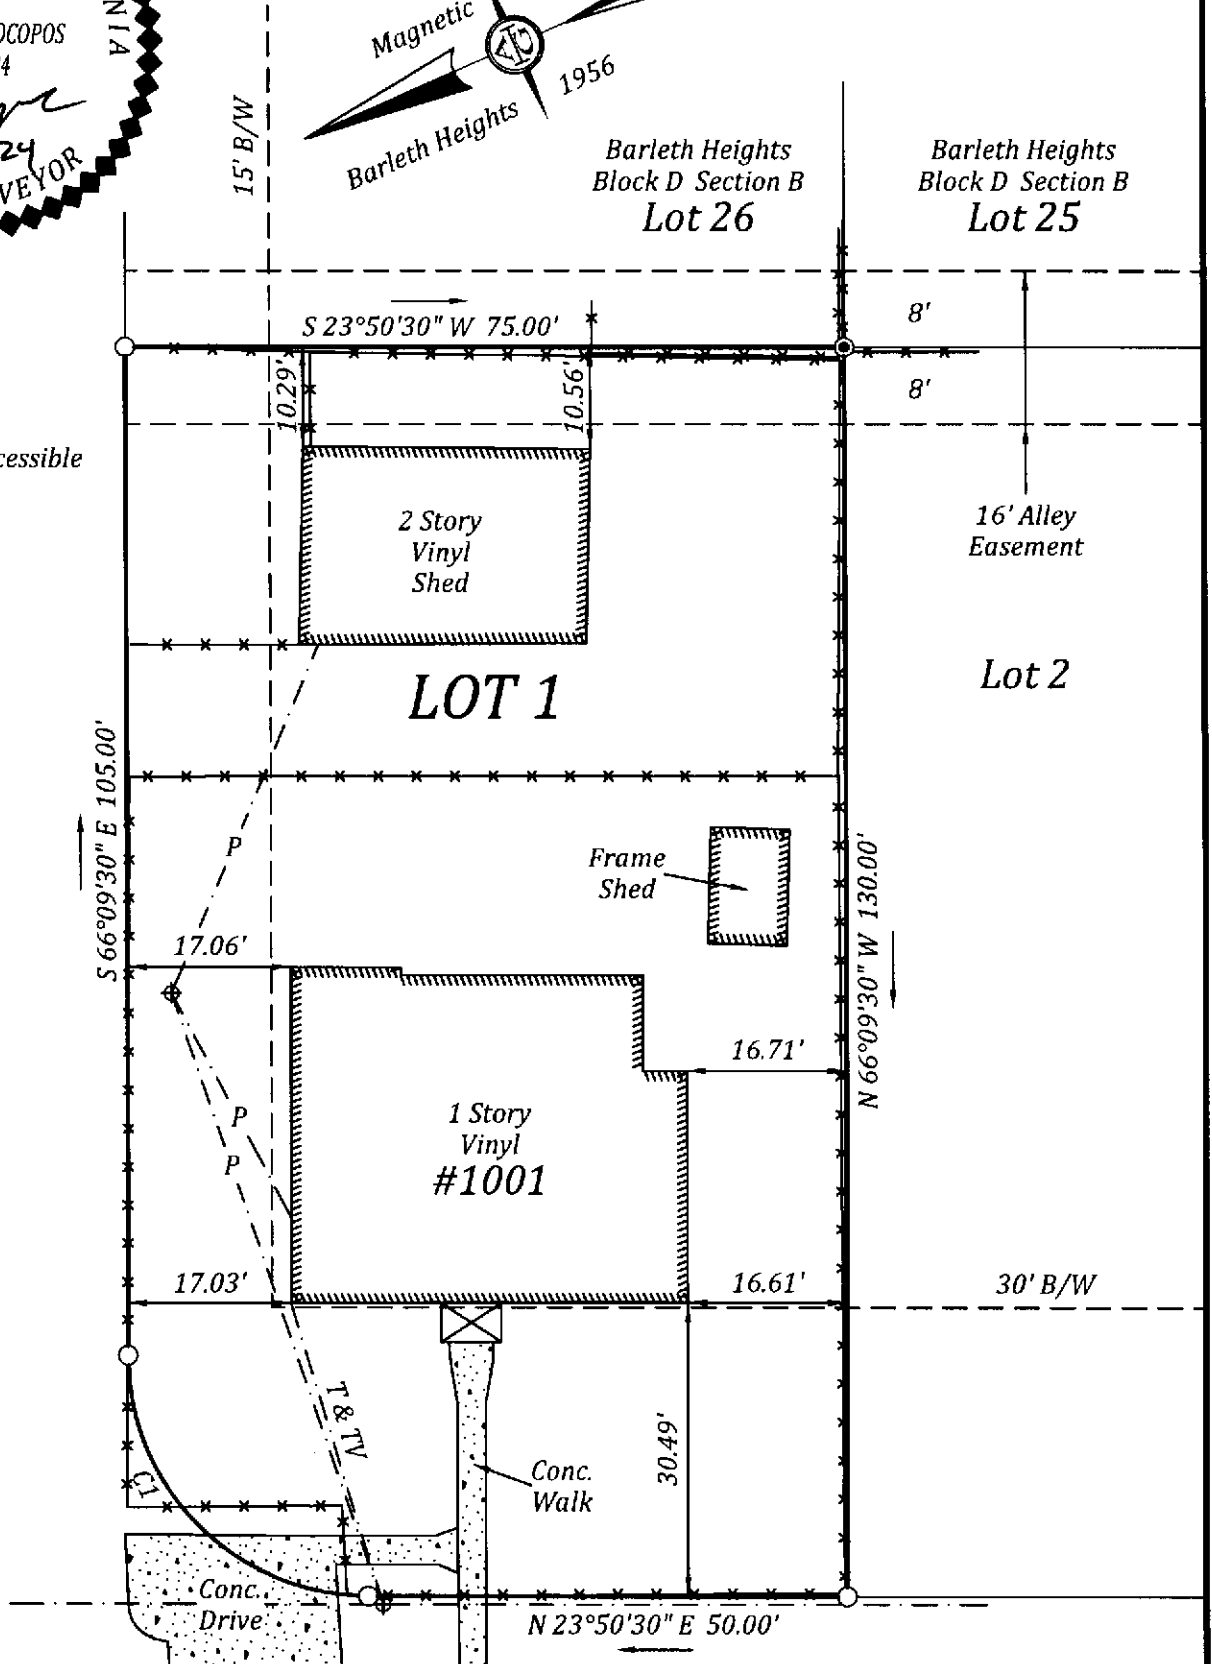 NIA
24
VEYOR
Magnetic
1956
Barleth Heights
15' B/W
Barleth Heights
Block D Section B
Lot 26
Barleth Heights
Block D Section B
Lot 25
S 23°50'30" W 75.00'
8'
8'
10.29'
10.56'
2 Story
Vinyl
Shed
16' Alley
Easement
LOT 1
Lot 2
S 66°09'30" E 105.00'
P
Frame
Shed
N 66°09'30" W 130.00'
17.06'
16.71'
P
P
1 Story
Vinyl
#1001
17.03'
16.61'
30' B/W
T & TV
30.49'
C1
Conc.
Walk
Conc.
Drive
N 23°50'30" E 50.00'